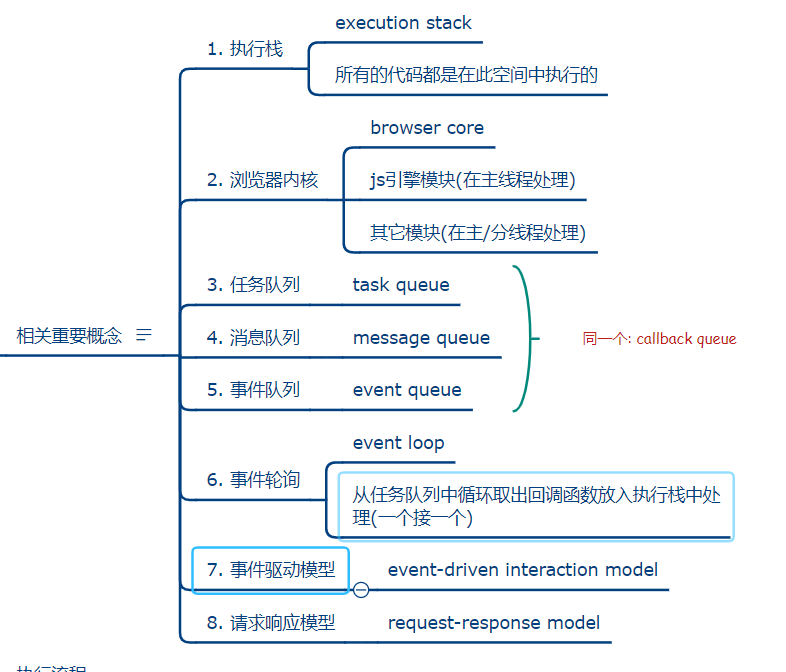 execution stack
1. 执行栈
所有的代码都是在此空间中执行的
browser core
2. 浏览器内核
js引擎模块(在主线程处理)
其它模块(在主/分线程处理)
3. 任务队列
task queue
相关重要概念
4. 消息队列
message queue
同一个: callback queue
5. 事件队列
event queue
event loop
6. 事件轮询
从任务队列中循环取出回调函数放入执行栈中处
理(一个接一个)
7. 事件驱动模型
event-driven interaction model
8. 请求响应模型
request-response model